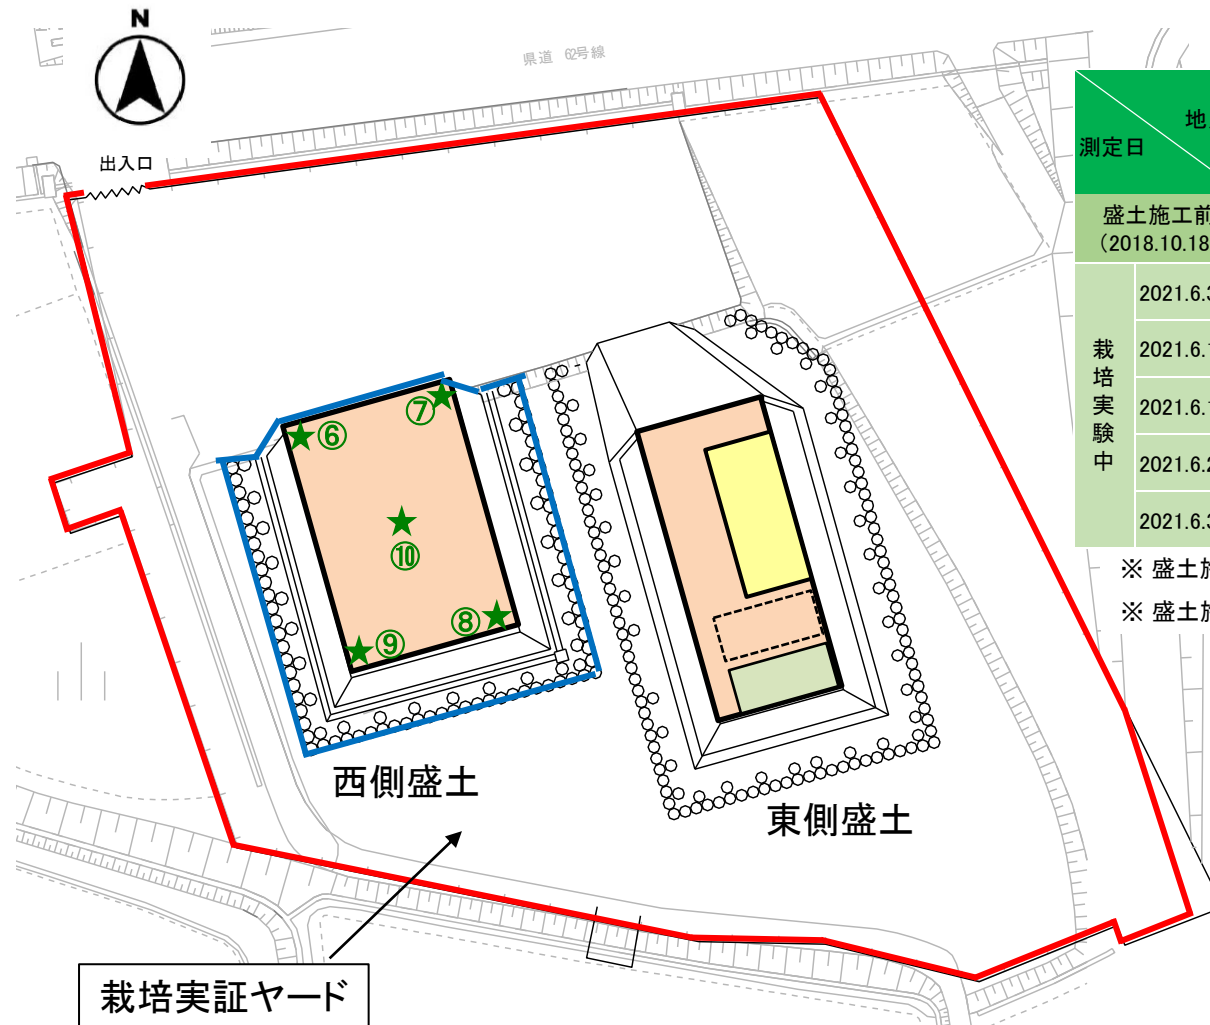 N
県道 62号線
出入口
地
測定日
盛土施工前
(2018.10.18
栽培実験中
2021.6.3
2021.6.1
2021.6.1
2021.6.2
2021.6.3
※ 盛土施
※ 盛土施
⑦
⑥
⑩
⑧
⑨
西側盛土
東側盛土
栽培実証ヤード